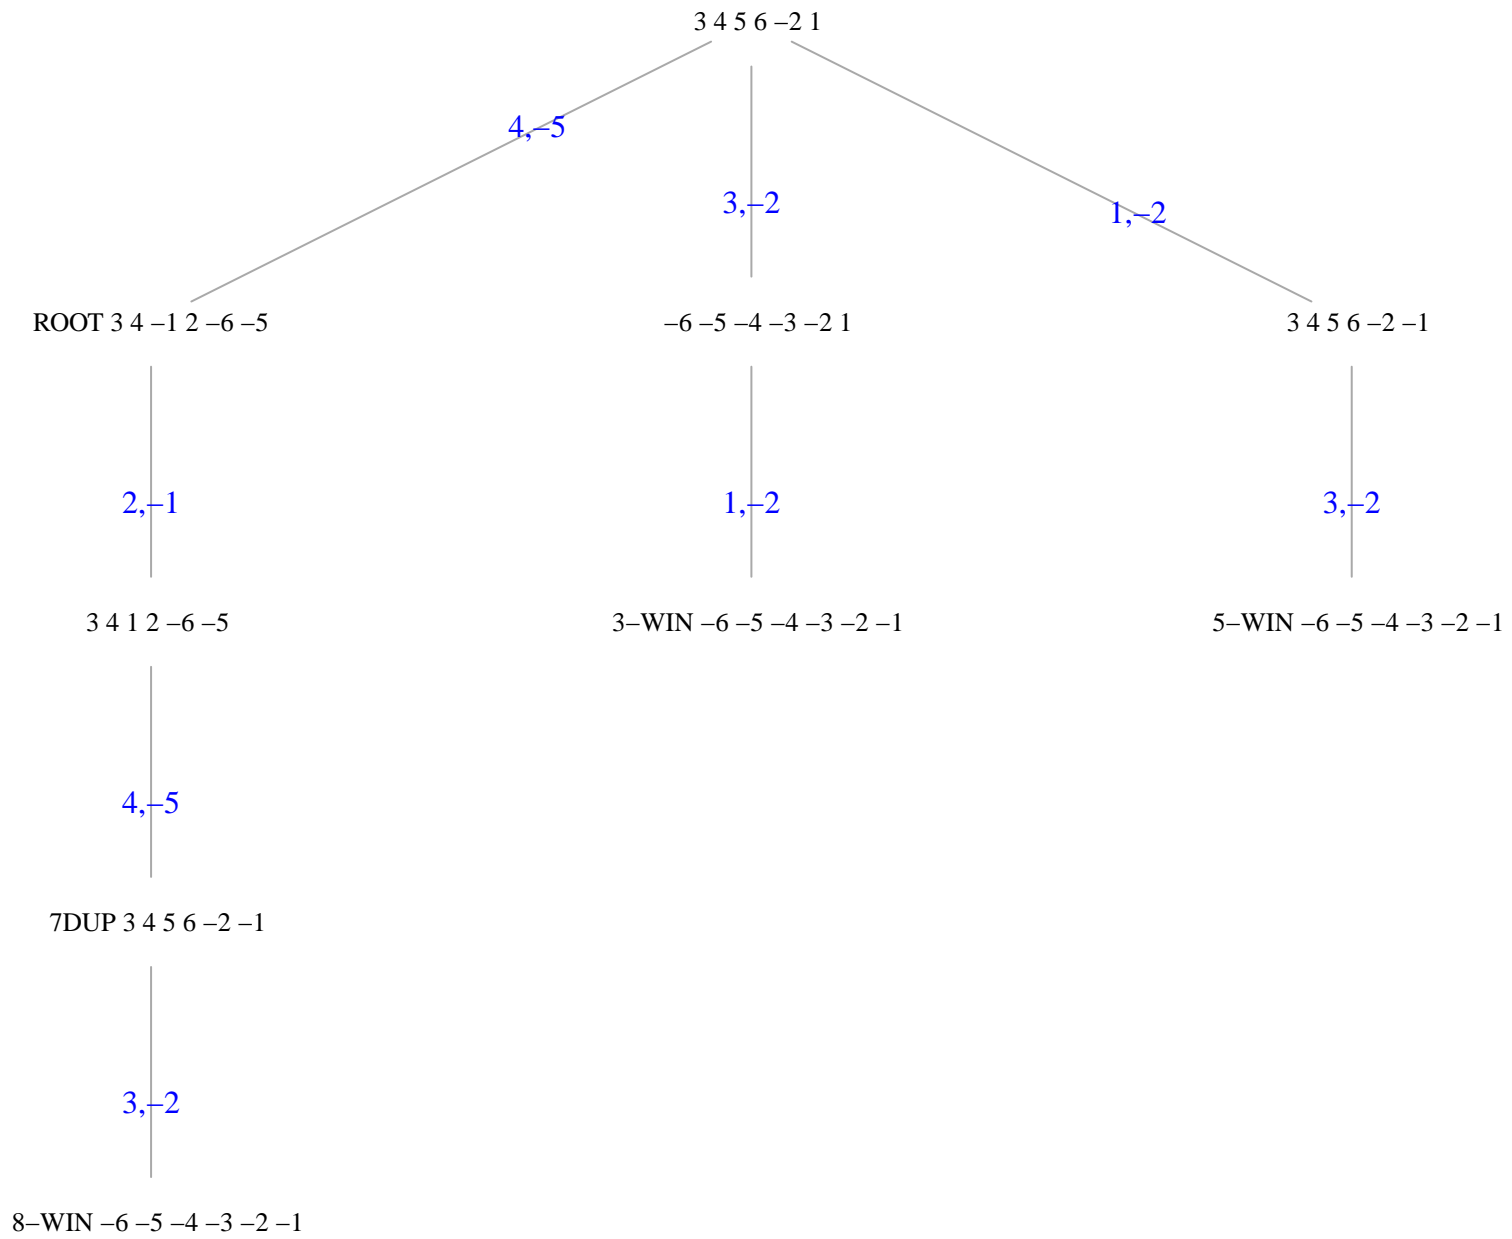 3 4 5 6 –2 1
4,–5
3,–2
1,–2
ROOT 3 4 –1 2 –6 –5
–6 –5 –4 –3 –2 1
3 4 5 6 –2 –1
2,–1
1,–2
3,–2
3 4 1 2 –6 –5
3–WIN –6 –5 –4 –3 –2 –1
5–WIN –6 –5 –4 –3 –2 –1
4,–5
7DUP 3 4 5 6 –2 –1
3,–2
8–WIN –6 –5 –4 –3 –2 –1